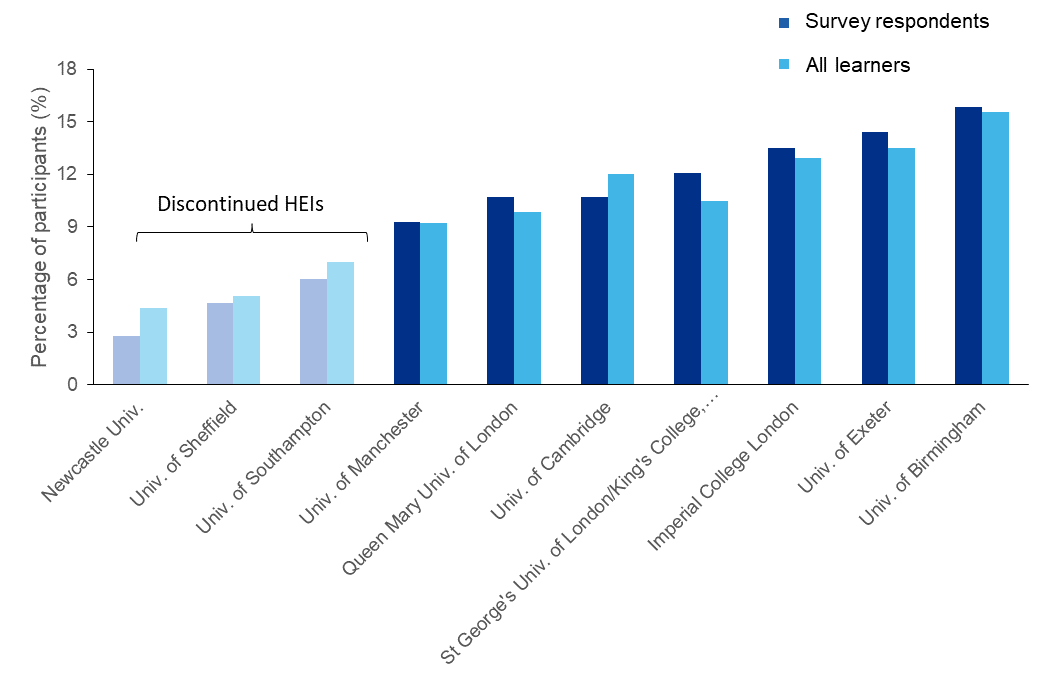 Survey respondents
All learners
Percentage of participants (%)
18
15
12
9
6
3
0
Discontinued HEIs
Newcastle Univ.
Univ. of Sheffield
Univ. of Southampton
Univ. of Manchester
Queen Mary Univ. of London
Univ. of Cambridge
St George's Univ. of London/King's College,...
Imperial College London
Univ. of Exeter
Univ. of Birmingham